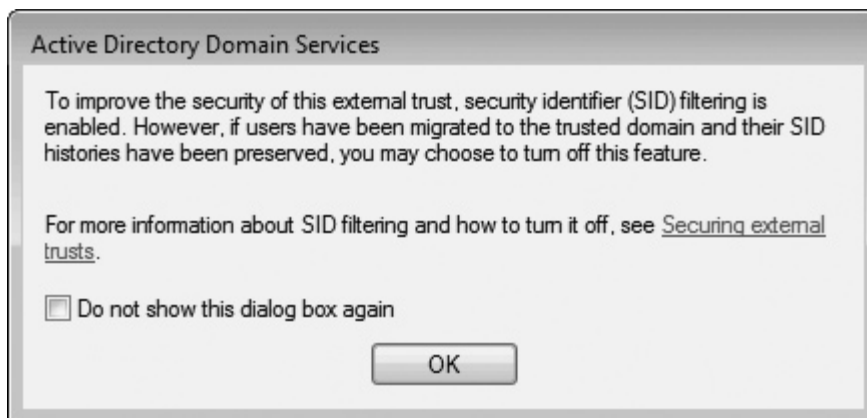 Active Directory Domain Services
To improve the security of this external trust, security identifier (SID) filtering is
enabled. However, if users have been migrated to the trusted domain and their SID
histories have been preserved, you may choose to turn off this feature.
For more information about SID filtering and how to turn it off, see Securing external
trusts.
Do not show this dialog box again
OK